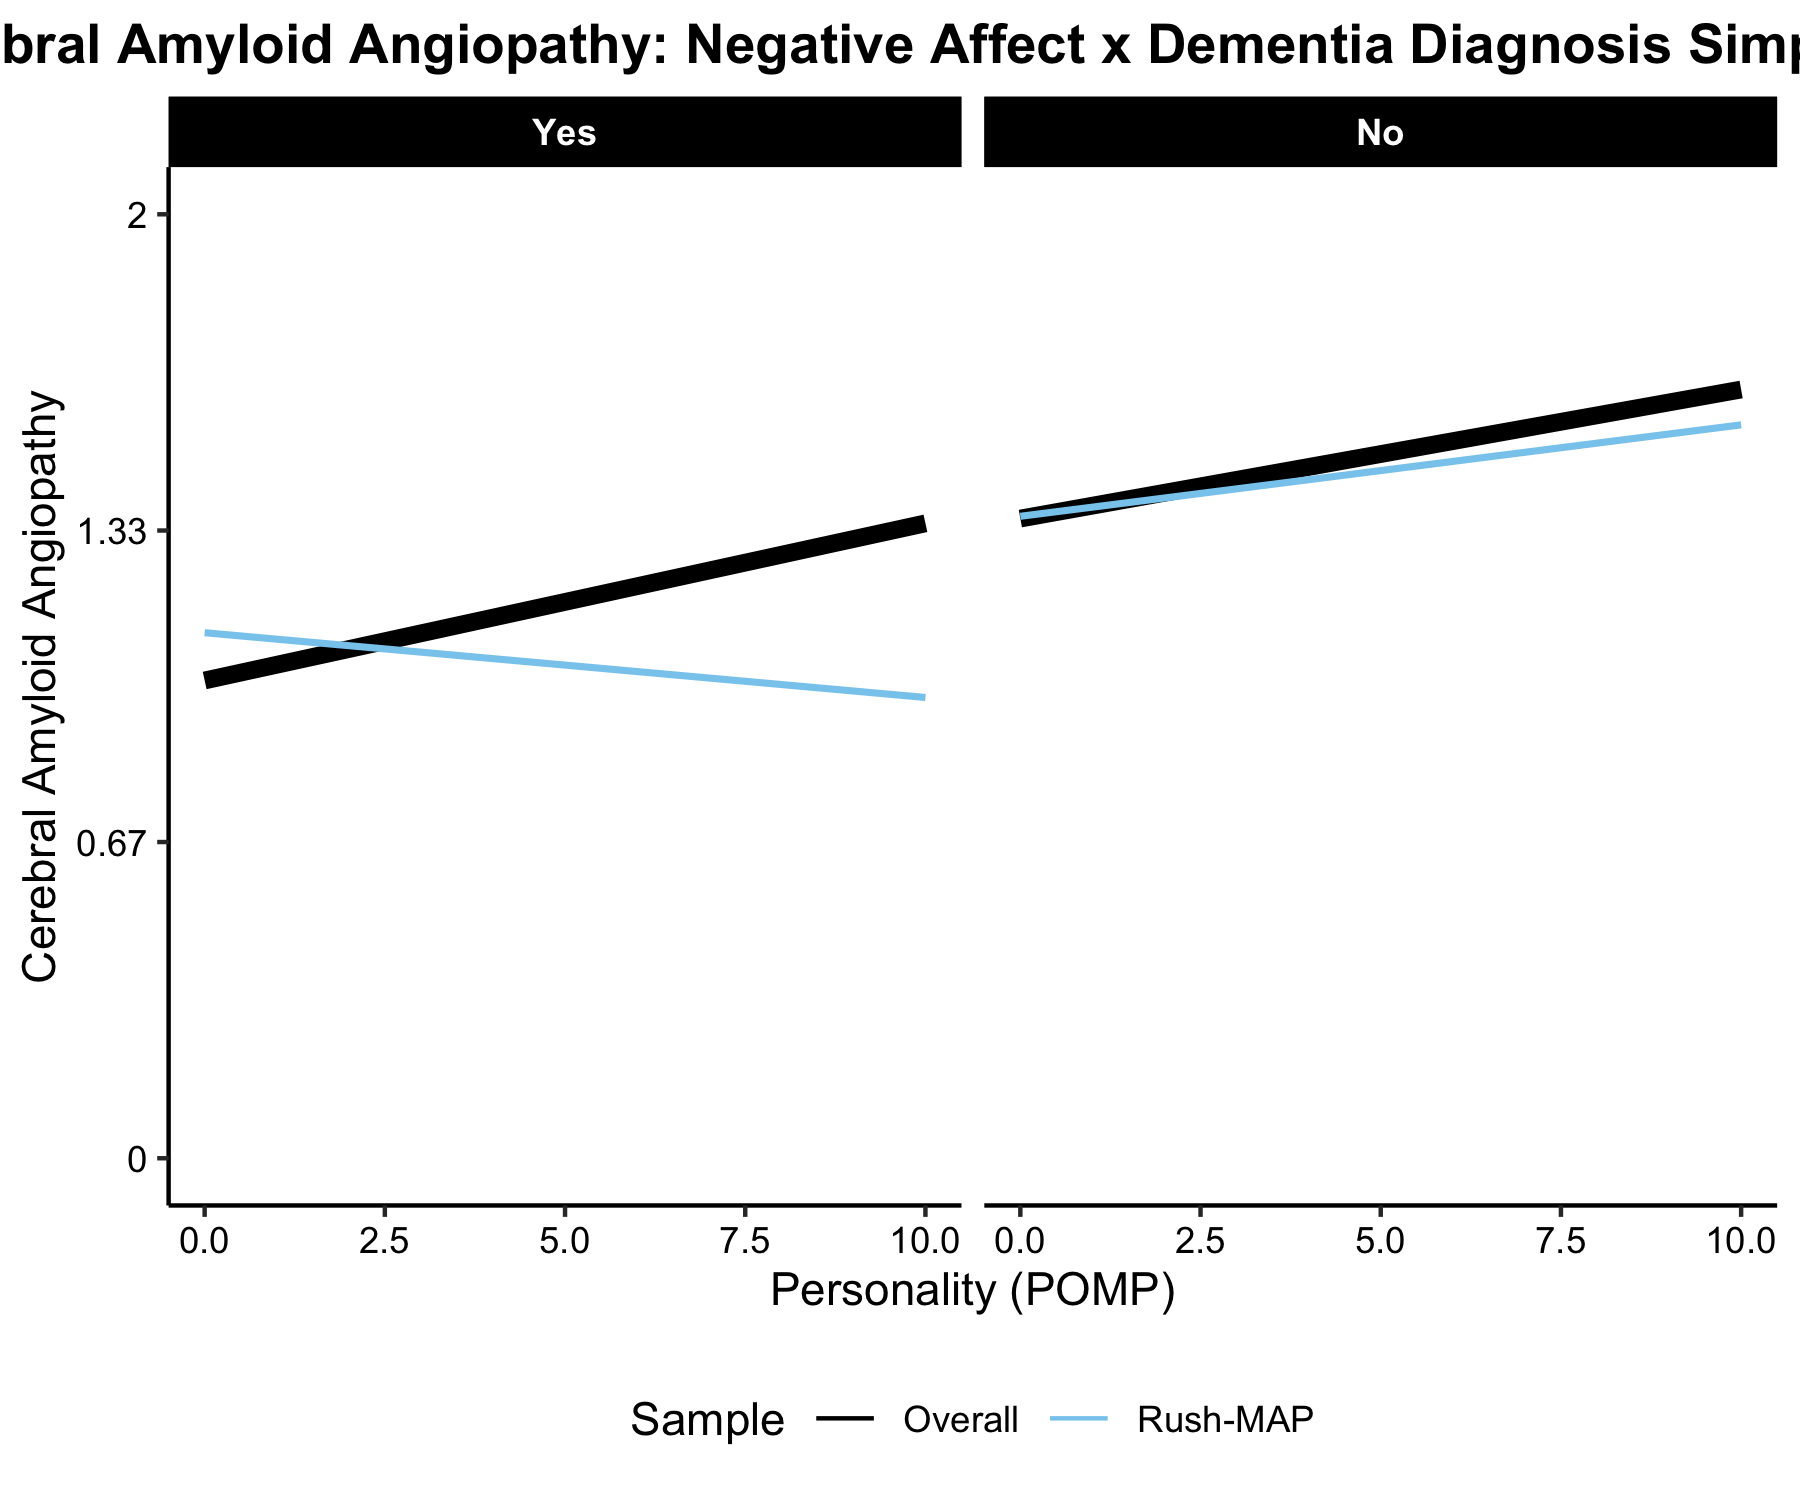 bral Amyloid Angiopathy: Negative Affect x Dementia Diagnosis Simp
Yes
No
Cerebral Amyloid Angiopathy
2
1.33
0.67
0
0.0 2.5 5.0 7.5 10.0 0.0 2.5 5.0 7.5 10.0
Personality (POMP)
Sample Overall Rush-MAP